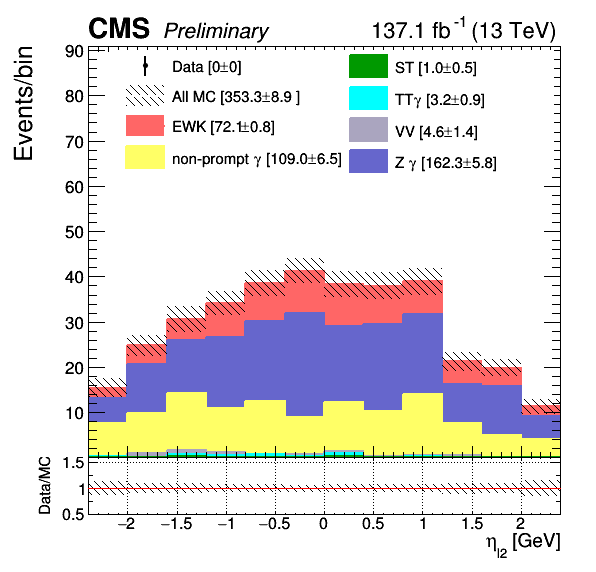 CMS Preliminary 137.1 fb⁻¹ (13 TeV)
Events/bin
Data [0±0]
All MC [353.3±8.9 ]
EWK [72.1±0.8]
non-prompt γ [109.0±6.5]
ST [1.0±0.5]
TTγ [3.2±0.9]
VV [4.6±1.4]
Z γ [162.3±5.8]
90
80
70
60
50
40
30
20
10
Data/MC
1.5
1
0.5
−2 −1.5 −1 −0.5 0 0.5 1 1.5 2
η_l2 [GeV]